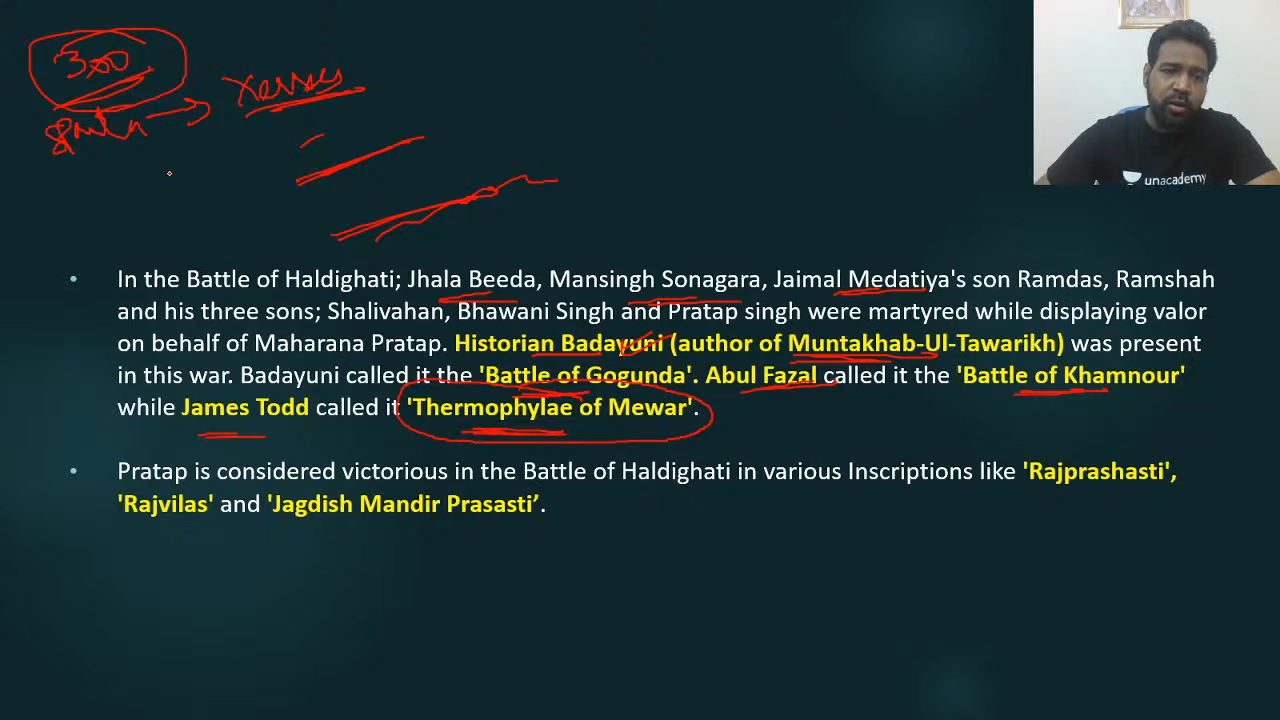 300
Xerxes
Sparta
unacademy
• In the Battle of Haldighati; Jhala Beeda, Mansingh Sonagara, Jaimal Medatiya's son Ramdas, Ramshah
and his three sons; Shalivahan, Bhawani Singh and Pratap singh were martyred while displaying valor
on behalf of Maharana Pratap. Historian Badayuni (author of Muntakhab-Ul-Tawarikh) was present
in this war. Badayuni called it the 'Battle of Gogunda'. Abul Fazal called it the 'Battle of Khamnour'
while James Todd called it 'Thermophylae of Mewar'.
• Pratap is considered victorious in the Battle of Haldighati in various Inscriptions like 'Rajprashasti',
'Rajvilas' and 'Jagdish Mandir Prasasti’.